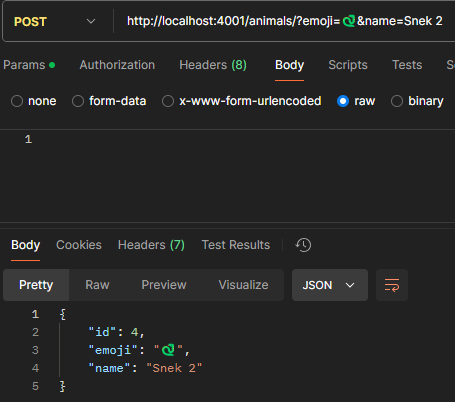 POST http://localhost:4001/animals/?emoji=🐍&name=Snek 2
Params Authorization Headers (8) Body Scripts Tests
none form-data x-www-form-urlencoded raw binary
1
Body Cookies Headers (7) Test Results
Pretty Raw Preview Visualize JSON
1 {
2 "id": 4,
3 "emoji": "🐍",
4 "name": "Snek 2"
5 }